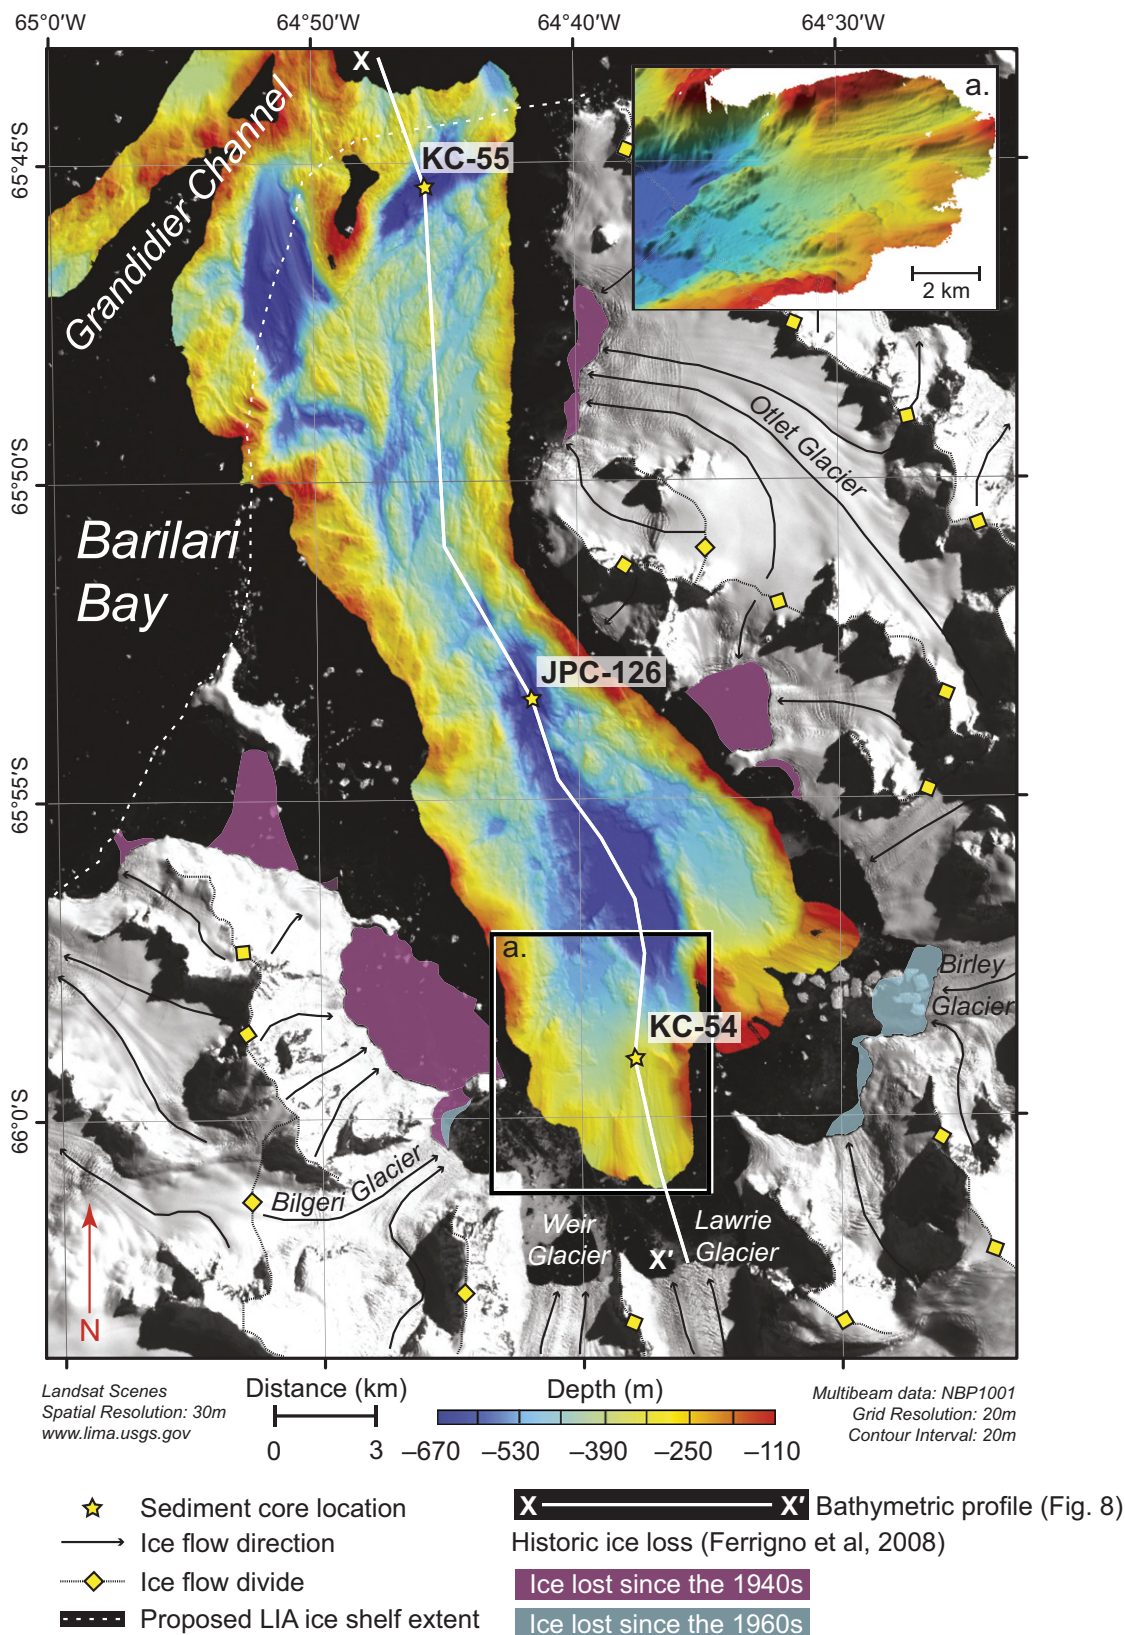 65°0′W 64°50′W 64°40′W 64°30′W
X
a.
65°45′S
KC-55
Grandidier Channel
2 km
Otlet Glacier
65°50′S
Barilari
Bay
JPC-126
65°55′S
a.
Birley
Glacier
KC-54
66°0′S
Bilgeri Glacier
Weir
Glacier
Lawrie
Glacier
X′
N
Landsat Scenes
Spatial Resolution: 30m
www.lima.usgs.gov
Distance (km)
0 3
Depth (m)
–670 –530 –390 –250 –110
Multibeam data: NBP1001
Grid Resolution: 20m
Contour Interval: 20m
Sediment core location
Ice flow direction
Ice flow divide
Proposed LIA ice shelf extent
X X′ Bathymetric profile (Fig. 8)
Historic ice loss (Ferrigno et al, 2008)
Ice lost since the 1940s
Ice lost since the 1960s